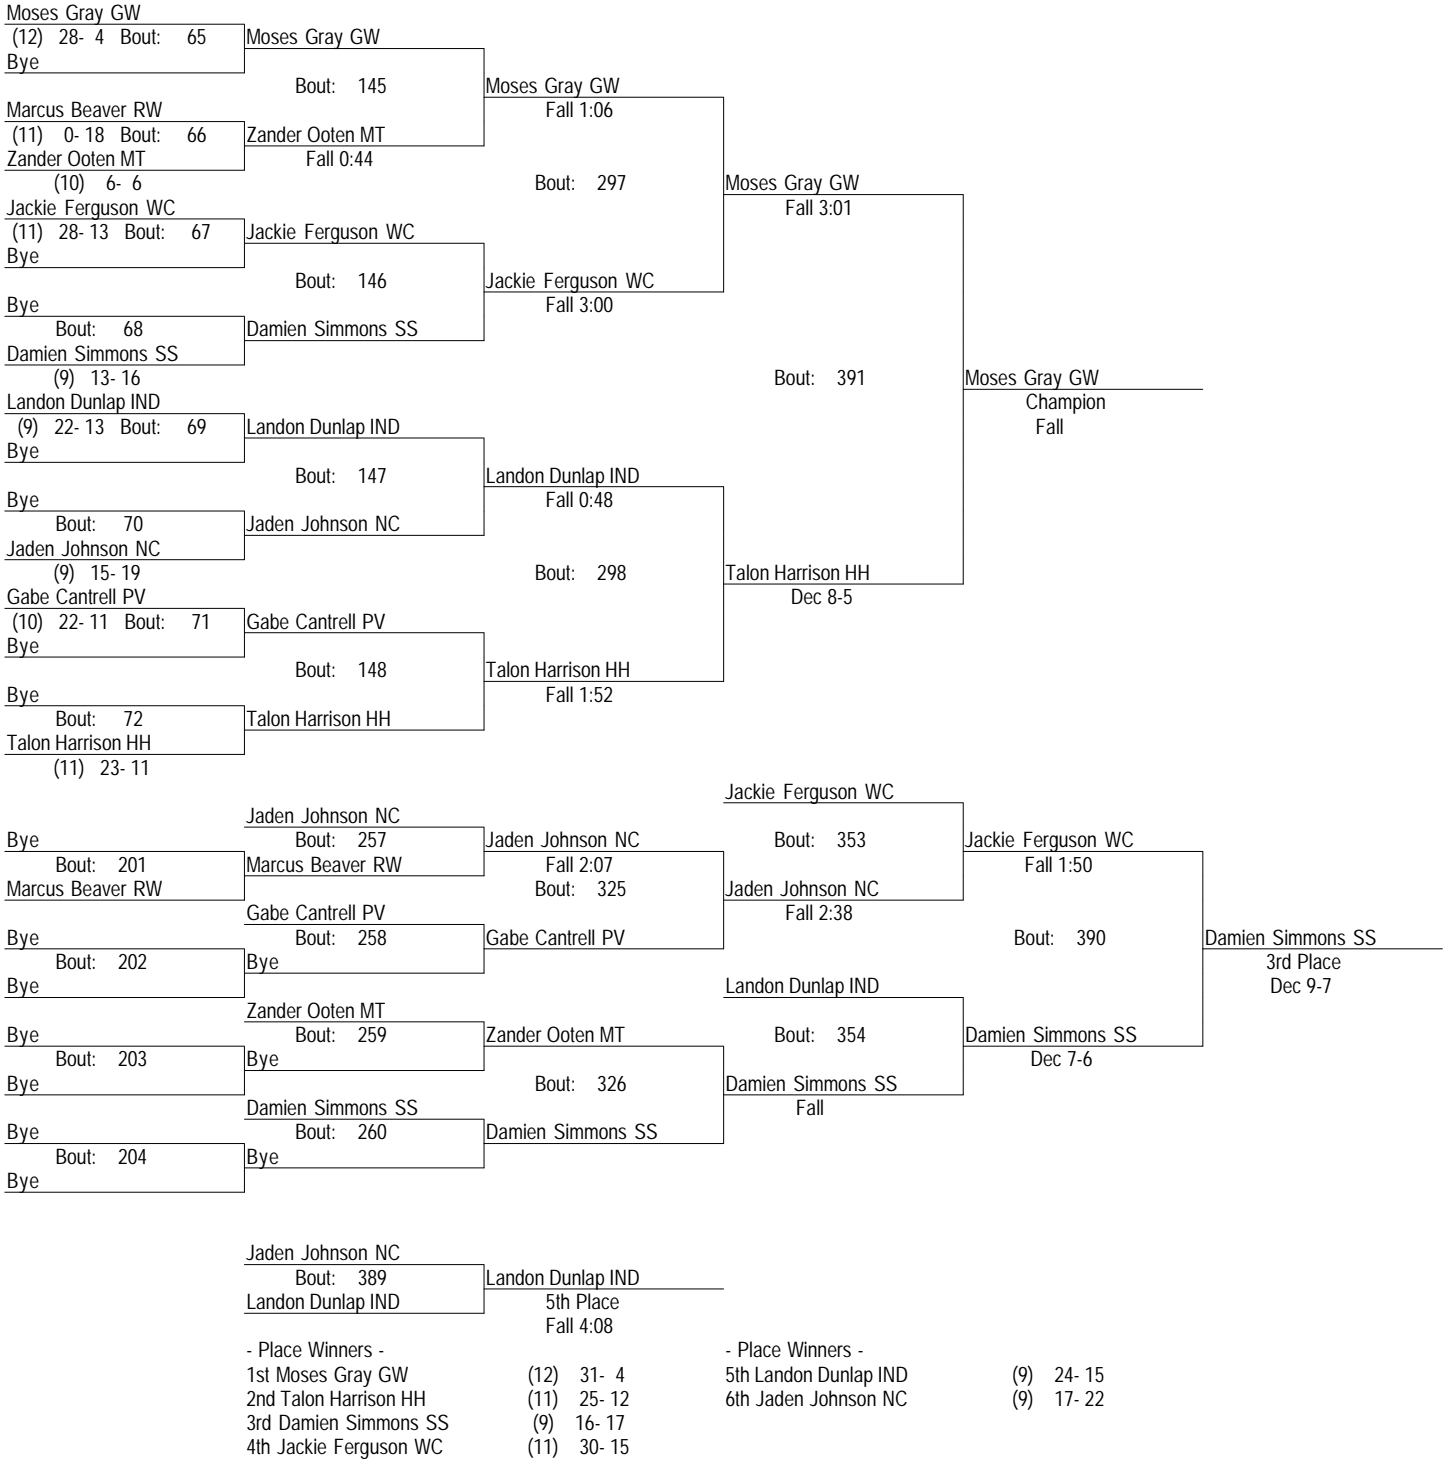 Moses Gray GW
(12) 28- 4 Bout: 65 Moses Gray GW
Bye
Bout: 145 Moses Gray GW
Marcus Beaver RW Fall 1:06
(11) 0- 18 Bout: 66 Zander Ooten MT
Zander Ooten MT Fall 0:44
(10) 6- 6 Bout: 297 Moses Gray GW
Jackie Ferguson WC Fall 3:01
(11) 28- 13 Bout: 67 Jackie Ferguson WC
Bye
Bout: 146 Jackie Ferguson WC
Bye Fall 3:00
Bout: 68 Damien Simmons SS
Damien Simmons SS
(9) 13- 16 Bout: 391 Moses Gray GW
Landon Dunlap IND Champion
(9) 22- 13 Bout: 69 Landon Dunlap IND Fall
Bye
Bout: 147 Landon Dunlap IND
Bye Fall 0:48
Bout: 70 Jaden Johnson NC
Jaden Johnson NC
(9) 15- 19 Bout: 298 Talon Harrison HH
Gabe Cantrell PV Dec 8-5
(10) 22- 11 Bout: 71 Gabe Cantrell PV
Bye
Bout: 148 Talon Harrison HH
Bye Fall 1:52
Bout: 72 Talon Harrison HH
Talon Harrison HH
(11) 23- 11
Jackie Ferguson WC
Jaden Johnson NC
Bye Bout: 257 Jaden Johnson NC Bout: 353 Jackie Ferguson WC
Bout: 201 Marcus Beaver RW Fall 2:07 Fall 1:50
Marcus Beaver RW Bout: 325 Jaden Johnson NC
Gabe Cantrell PV Fall 2:38
Bye Bout: 258 Gabe Cantrell PV Bout: 390 Damien Simmons SS
Bout: 202 Bye 3rd Place
Bye Landon Dunlap IND Dec 9-7
Zander Ooten MT
Bye Bout: 259 Zander Ooten MT Bout: 354 Damien Simmons SS
Bout: 203 Bye Dec 7-6
Bye Bout: 326 Damien Simmons SS
Damien Simmons SS Fall
Bye Bout: 260 Damien Simmons SS
Bout: 204 Bye
Bye
Jaden Johnson NC
Bout: 389 Landon Dunlap IND
Landon Dunlap IND 5th Place
Fall 4:08
- Place Winners - - Place Winners -
1st Moses Gray GW (12) 31- 4 5th Landon Dunlap IND (9) 24- 15
2nd Talon Harrison HH (11) 25- 12 6th Jaden Johnson NC (9) 17- 22
3rd Damien Simmons SS (9) 16- 17
4th Jackie Ferguson WC (11) 30- 15